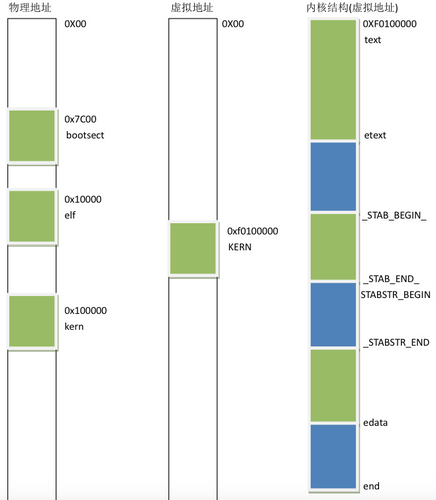 物理地址
0X00
0x7C00
bootsect
0x10000
elf
0x100000
kern
虚拟地址
0X00
0xf0100000
KERN
内核结构(虚拟地址)
0XF0100000
text
etext
_STAB_BEGIN_
_STAB_END_
STABSTR_BEGIN
_STABSTR_END
edata
end